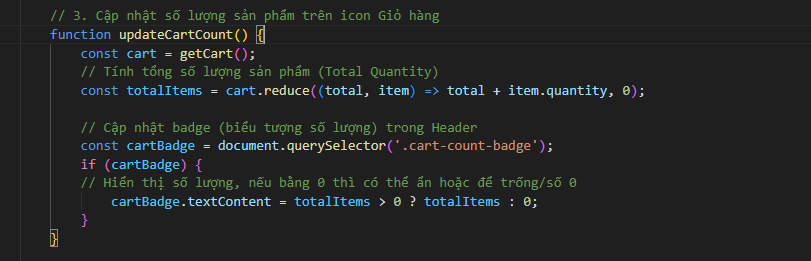 // 3. Cập nhật số lượng sản phẩm trên icon Giỏ hàng
function updateCartCount() {
const cart = getCart();
// Tính tổng số lượng sản phẩm (Total Quantity)
const totalItems = cart.reduce((total, item) => total + item.quantity, 0);
// Cập nhật badge (biểu tượng số lượng) trong Header
const cartBadge = document.querySelector('.cart-count-badge');
if (cartBadge) {
// Hiển thị số lượng, nếu bằng 0 thì có thể ẩn hoặc để trống/số 0
cartBadge.textContent = totalItems > 0 ? totalItems : 0;
}
}